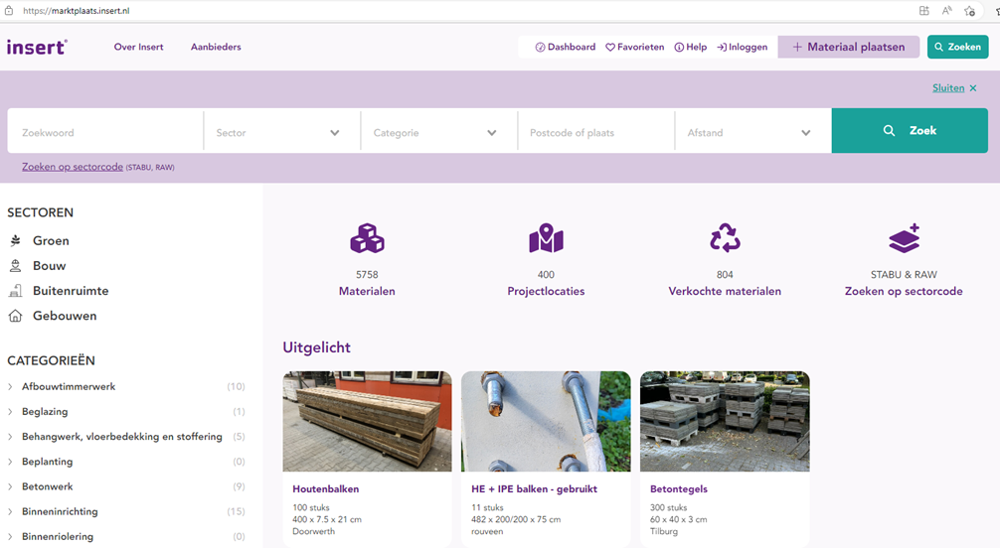 https://marktplaats.insert.nl
insert
Over Insert
Aanbieders
Dashboard
Favorieten
Help
Inloggen
+ Materiaal plaatsen
Zoeken
Sluiten ×
Zoekwoord
Sector
Categorie
Postcode of plaats
Afstand
Zoek
Zoeken op sectorcode (STABU, RAW)
SECTOREN
Groen
Bouw
Buitenruimte
Gebouwen
CATEGORIEËN
Afbouwtimmerwerk (10)
Beglazing (1)
Behangwerk, vloerbedekking en stoffering (5)
Beplanting (0)
Betonwerk (9)
Binneninrichting (15)
Binnenriolering (0)
5758
Materialen
400
Projectlocaties
804
Verkochte materialen
STABU & RAW
Zoeken op sectorcode
Uitgelicht
Houtenbalken
100 stuks
400 x 7.5 x 21 cm
Doorwerth
HE + IPE balken - gebruikt
11 stuks
482 x 200/200 x 75 cm
rouveen
Betontegels
300 stuks
60 x 40 x 3 cm
Tilburg